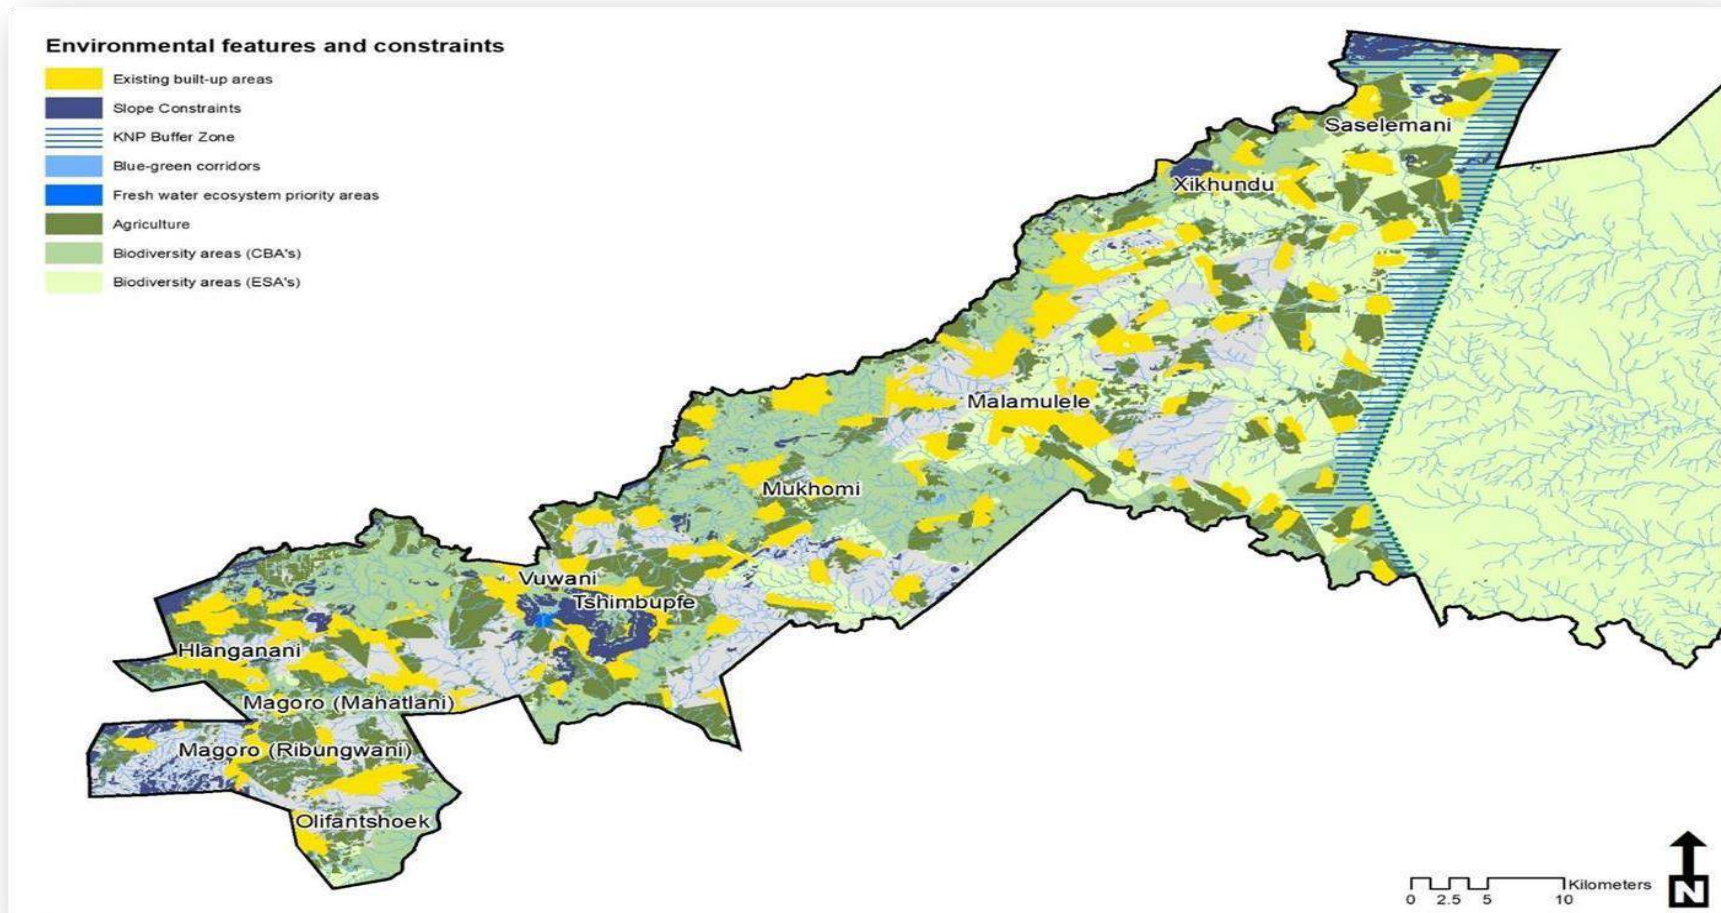 Environmental features and constraints
Existing built-up areas
Slope Constraints
KNP Buffer Zone
Blue-green corridors
Fresh water ecosystem priority areas
Agriculture
Biodiversity areas (CBA's)
Biodiversity areas (ESA's)
Saselemani
Xikhundu
Malamulele
Mukhomi
Vuwani
Tshimbupfe
Hlanganani
Magoro (Mahatlani)
Magoro (Ribungwani)
Olifantshoek
Kilometers
0 2.5 5 10
N